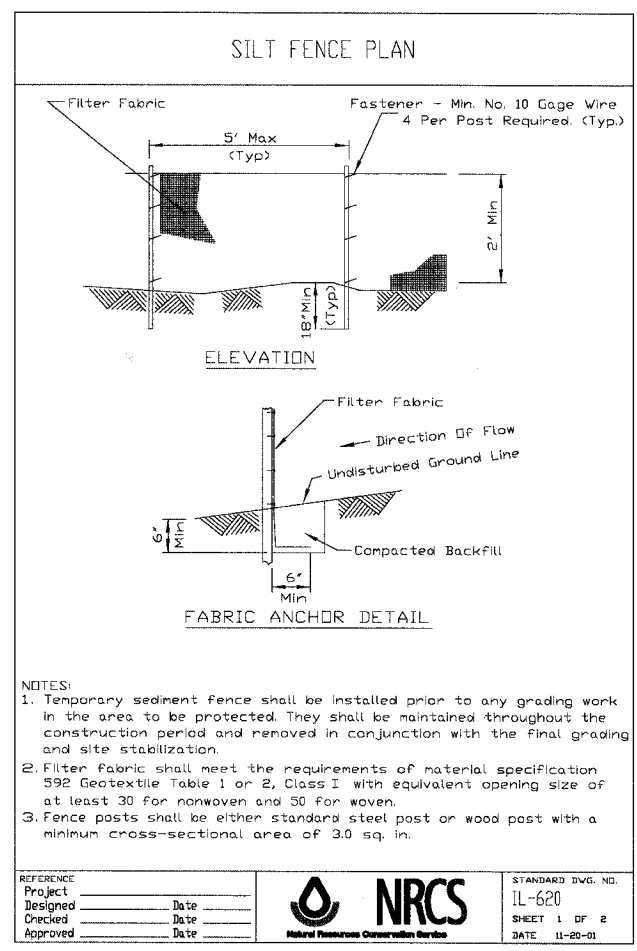 SILT FENCE PLAN
Filter Fabric
Fastener - Min. No. 10 Gage Wire
4 Per Post Required. (Typ.)
5' Max
(Typ)
2' Min
18"Min
(Typ)
ELEVATION
Filter Fabric
Direction Of Flow
Undisturbed Ground Line
6"
Min
Compacted Backfill
6"
Min
FABRIC ANCHOR DETAIL
NOTES:
1. Temporary sediment fence shall be installed prior to any grading work
in the area to be protected. They shall be maintained throughout the
construction period and removed in conjunction with the final grading
and site stabilization.
2. Filter fabric shall meet the requirements of material specification
592 Geotextile Table 1 or 2, Class I with equivalent opening size of
at least 30 for nonwoven and 50 for woven.
3. Fence posts shall be either standard steel post or wood post with a
minimum cross-sectional area of 3.0 sq. in.
REFERENCE
Project
Designed Date
Checked Date
Approved Date
NRCS
Natural Resources Conservation Service
STANDARD DWG. NO.
IL-620
SHEET 1 OF 2
DATE 11-20-01